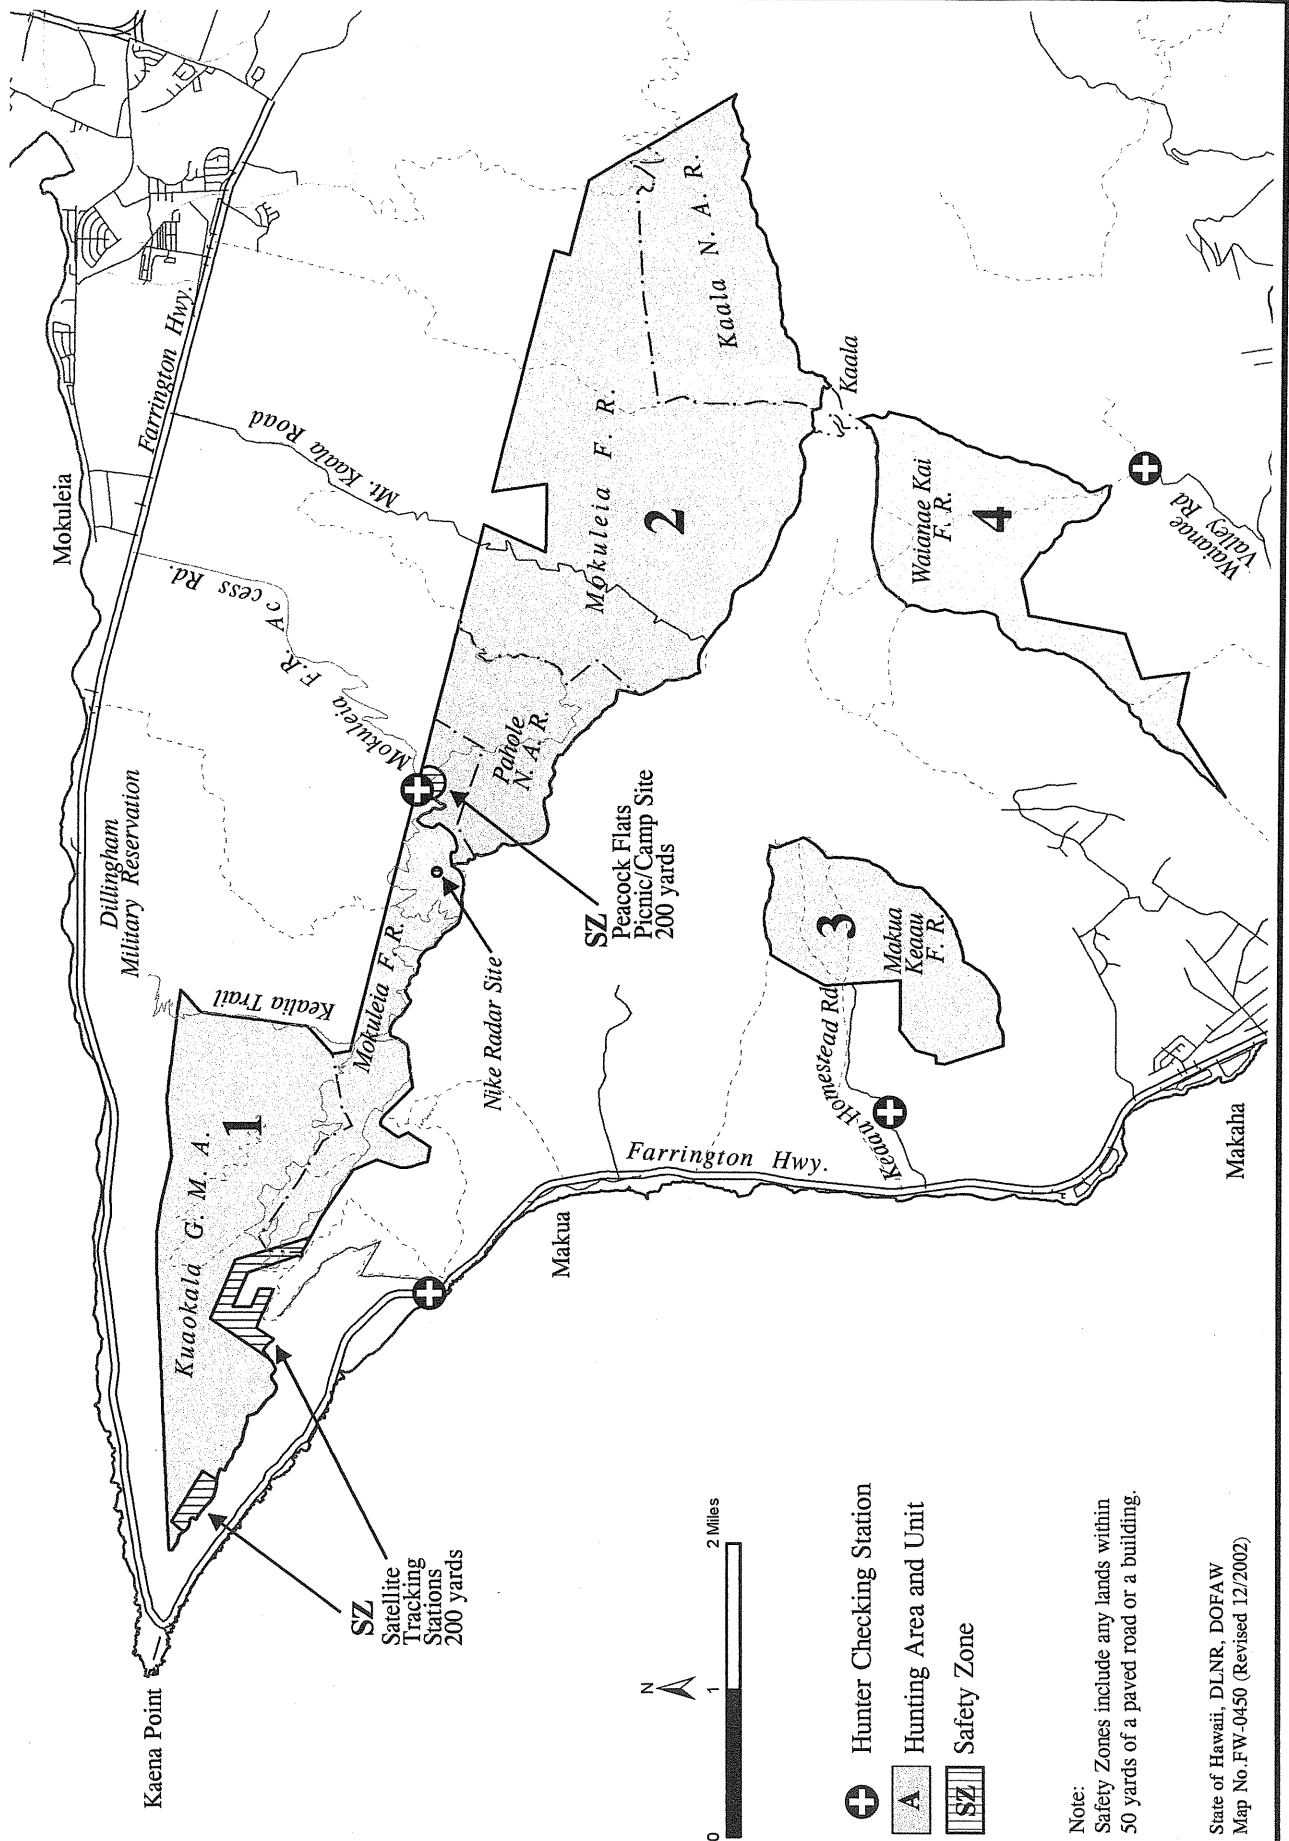 Kaena Point
Dillingham
Military Reservation
Mokuleia
Farrington Hwy.
Mt. Kaala Road
Mokuleia F.R. Access Rd.
Kealia Trail
Kuaokala G. M. A.
1
Mokuleia F. R.
Mokuleia F. R.
2
Pahole
N. A. R.
Kaala N. A. R.
Kaala
SZ
Satellite
Tracking
Stations
200 yards
Nike Radar Site
SZ
Peacock Flats
Picnic/Camp Site
200 yards
Waianae Kai
F. R.
4
Waianae
Valley Rd
3
Makua
Keaau
F. R.
Keaau Homestead Rd
Farrington Hwy.
Makua
Makaha
N
0 1 2 Miles
Hunter Checking Station
A Hunting Area and Unit
SZ Safety Zone
Note:
Safety Zones include any lands within
50 yards of a paved road or a building.
State of Hawaii, DLNR, DOFAW
Map No.FW-0450 (Revised 12/2002)